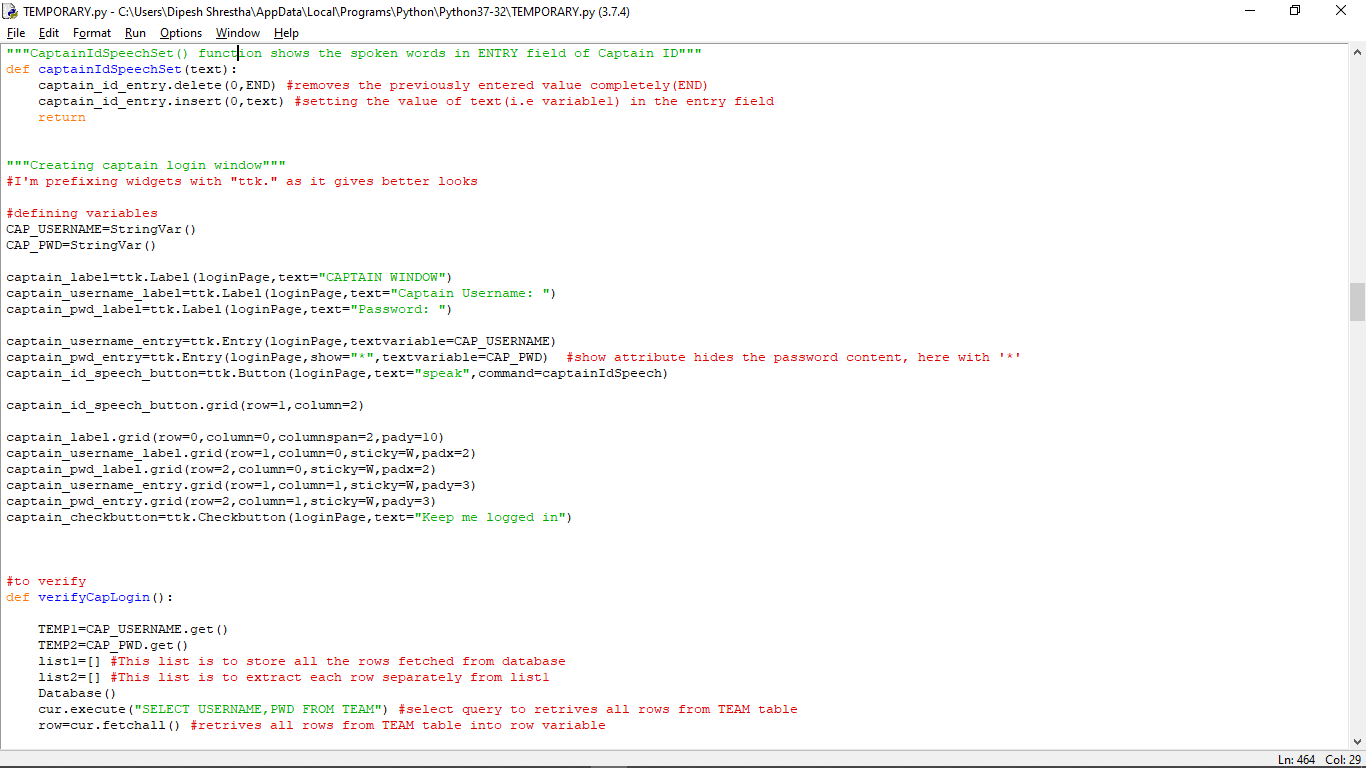 TEMPORARY.py - C:\Users\Dipesh Shrestha\AppData\Local\Programs\Python\Python37-32\TEMPORARY.py (3.7.4)
File Edit Format Run Options Window Help
"""CaptainIdSpeechSet() function shows the spoken words in ENTRY field of Captain ID"""
def captainIdSpeechSet(text):
    captain_id_entry.delete(0,END) #removes the previously entered value completely(END)
    captain_id_entry.insert(0,text) #setting the value of text(i.e variable1) in the entry field
    return
"""Creating captain login window"""
#I'm prefixing widgets with "ttk." as it gives better looks
#defining variables
CAP_USERNAME=StringVar()
CAP_PWD=StringVar()
captain_label=ttk.Label(loginPage,text="CAPTAIN WINDOW")
captain_username_label=ttk.Label(loginPage,text="Captain Username: ")
captain_pwd_label=ttk.Label(loginPage,text="Password: ")
captain_username_entry=ttk.Entry(loginPage,textvariable=CAP_USERNAME)
captain_pwd_entry=ttk.Entry(loginPage,show="*",textvariable=CAP_PWD)  #show attribute hides the password content, here with '*'
captain_id_speech_button=ttk.Button(loginPage,text="speak",command=captainIdSpeech)
captain_id_speech_button.grid(row=1,column=2)
captain_label.grid(row=0,column=0,columnspan=2,pady=10)
captain_username_label.grid(row=1,column=0,sticky=W,padx=2)
captain_pwd_label.grid(row=2,column=0,sticky=W,padx=2)
captain_username_entry.grid(row=1,column=1,sticky=W,pady=3)
captain_pwd_entry.grid(row=2,column=1,sticky=W,pady=3)
captain_checkbutton=ttk.Checkbutton(loginPage,text="Keep me logged in")
#to verify
def verifyCapLogin():
    TEMP1=CAP_USERNAME.get()
    TEMP2=CAP_PWD.get()
    list1=[] #This list is to store all the rows fetched from database
    list2=[] #This list is to extract each row separately from list1
    Database()
    cur.execute("SELECT USERNAME,PWD FROM TEAM") #select query to retrives all rows from TEAM table
    row=cur.fetchall() #retrives all rows from TEAM table into row variable
Ln: 464 Col: 29